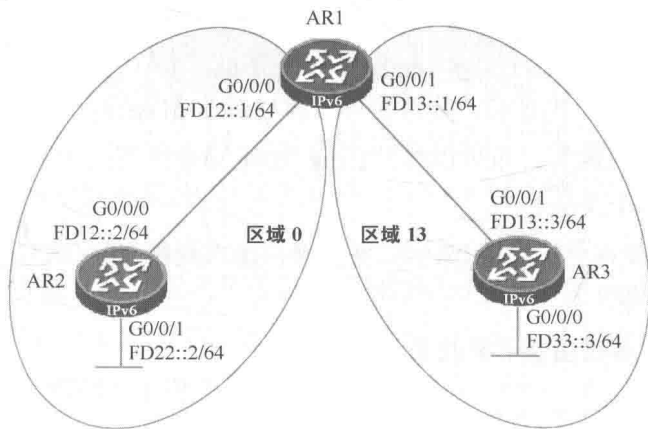 AR1
G0/0/0
FD12::1/64
G0/0/1
FD13::1/64
IPv6
G0/0/0
FD12::2/64
区域 0
区域 13
G0/0/1
FD13::3/64
AR2
IPv6
AR3
IPv6
G0/0/1
FD22::2/64
G0/0/0
FD33::3/64